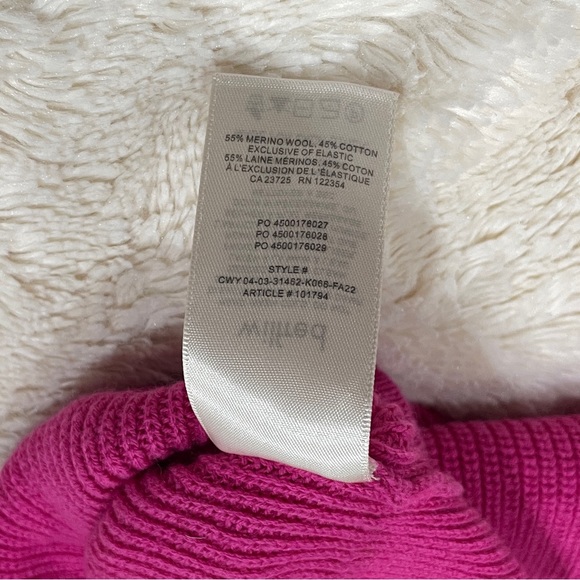 55% MERINO WOOL, 45% COTTON
EXCLUSIVE OF ELASTIC
55% LAINE MÉRINOS, 45% COTON
À L'EXCLUSION DE L'ÉLASTIQUE
CA 23725 RN 122354
PO 4500176027
PO 4500176028
PO 4500176029
STYLE #
CWY 04-03-31462-K068-FA22
ARTICLE # 101794
wilfred